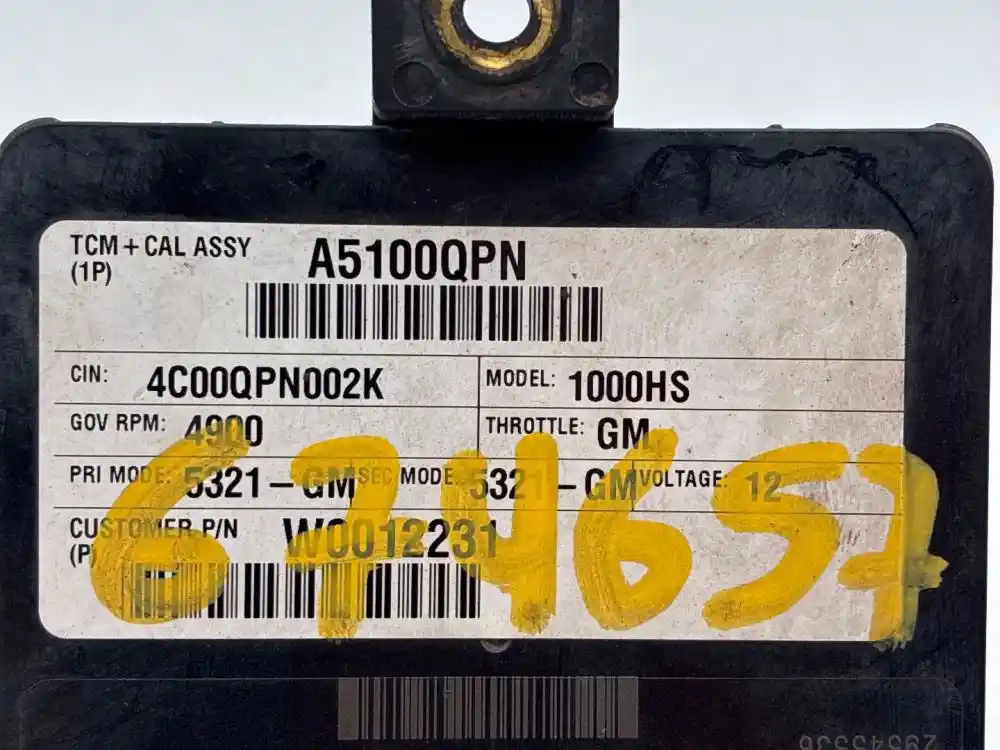 TCM + CAL ASSY A5100QPN
(1P)
CIN: 4C00QPN002K MODEL: 1000HS
GOV RPM: 4900 THROTTLE: GM
PRI MODE: 5321-GM SEC MODE: 5321-GM VOLTAGE: 12
CUSTOMER P/N W0012231
(P)
674657